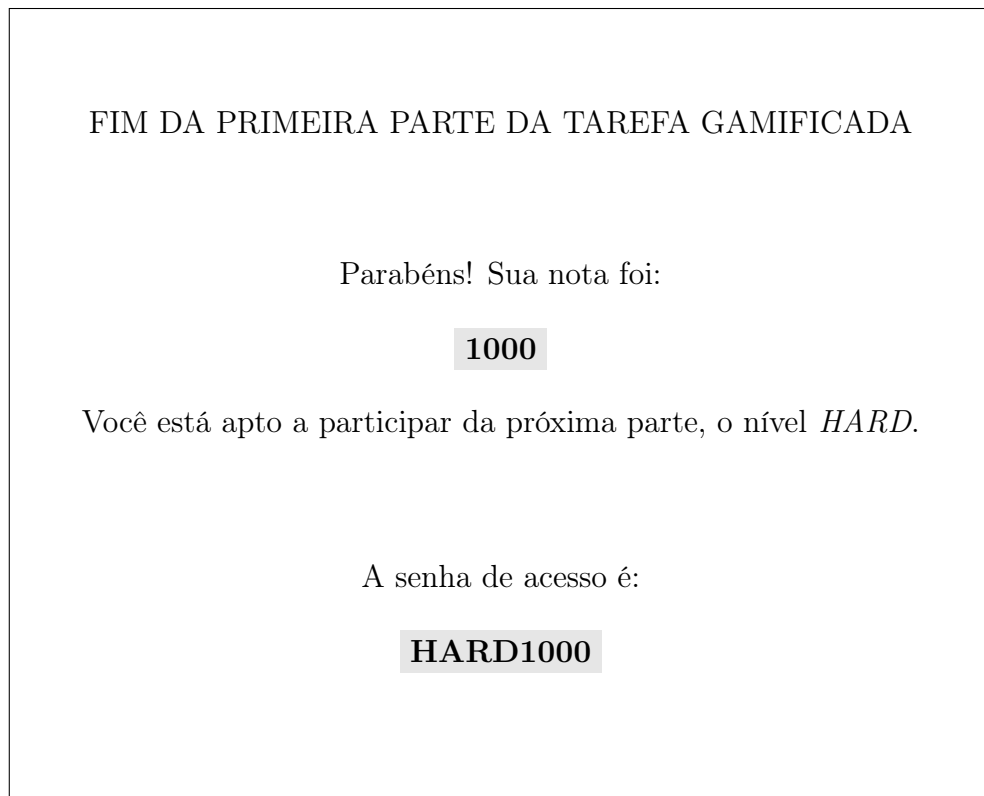 FIM DA PRIMEIRA PARTE DA TAREFA GAMIFICADA
Parabéns! Sua nota foi:
1000
Você está apto a participar da próxima parte, o nível HARD.
A senha de acesso é:
HARD1000